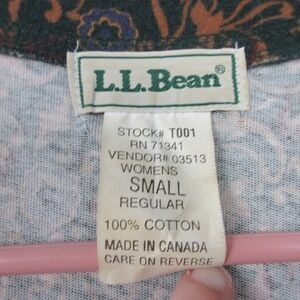 L.L.Bean®
STOCK# T001
RN 71341
VENDOR# 03513
WOMENS
SMALL
REGULAR
100% COTTON
MADE IN CANADA
CARE ON REVERSE